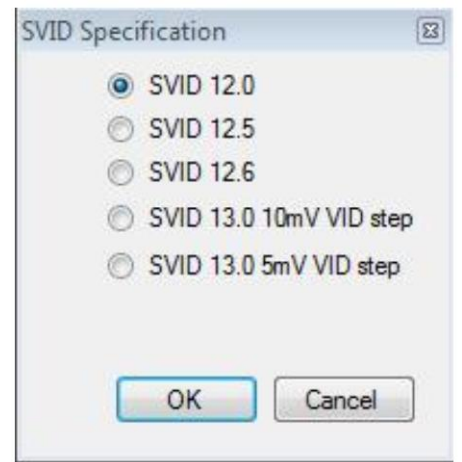 SVID Specification
SVID 12.0
SVID 12.5
SVID 12.6
SVID 13.0 10mV VID step
SVID 13.0 5mV VID step
OK
Cancel